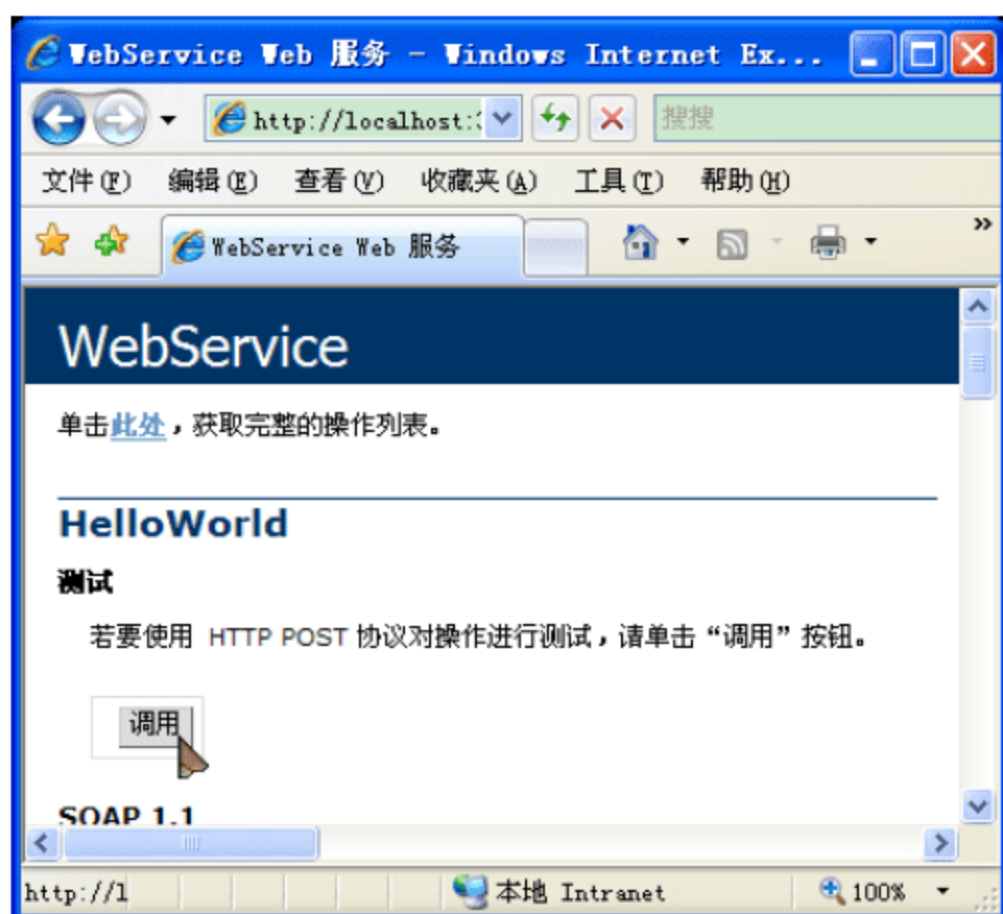 WebService Web 服务 - Windows Internet Ex...
http://localhost:
搜搜
文件(F) 编辑(E) 查看(V) 收藏夹(A) 工具(T) 帮助(H)
WebService Web 服务
WebService
单击此处，获取完整的操作列表。
HelloWorld
测试
若要使用 HTTP POST 协议对操作进行测试，请单击“调用”按钮。
调用
SOAP 1.1
http://l
本地 Intranet
100%